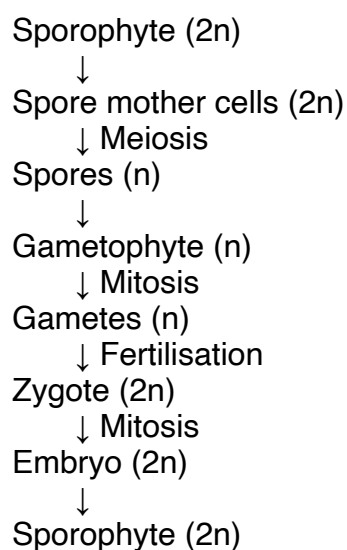 Sporophyte (2n)
↓
Spore mother cells (2n)
↓ Meiosis
Spores (n)
↓
Gametophyte (n)
↓ Mitosis
Gametes (n)
↓ Fertilisation
Zygote (2n)
↓ Mitosis
Embryo (2n)
↓
Sporophyte (2n)